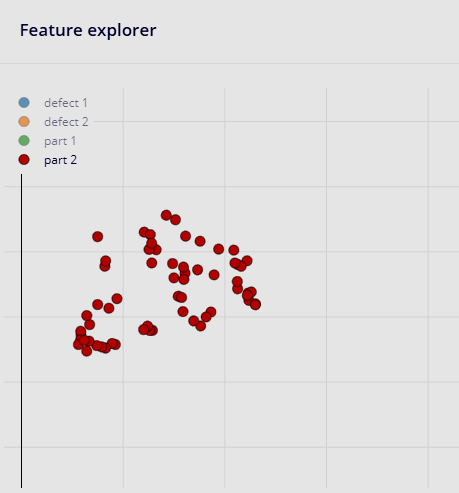 Feature explorer
defect 1
defect 2
part 1
part 2